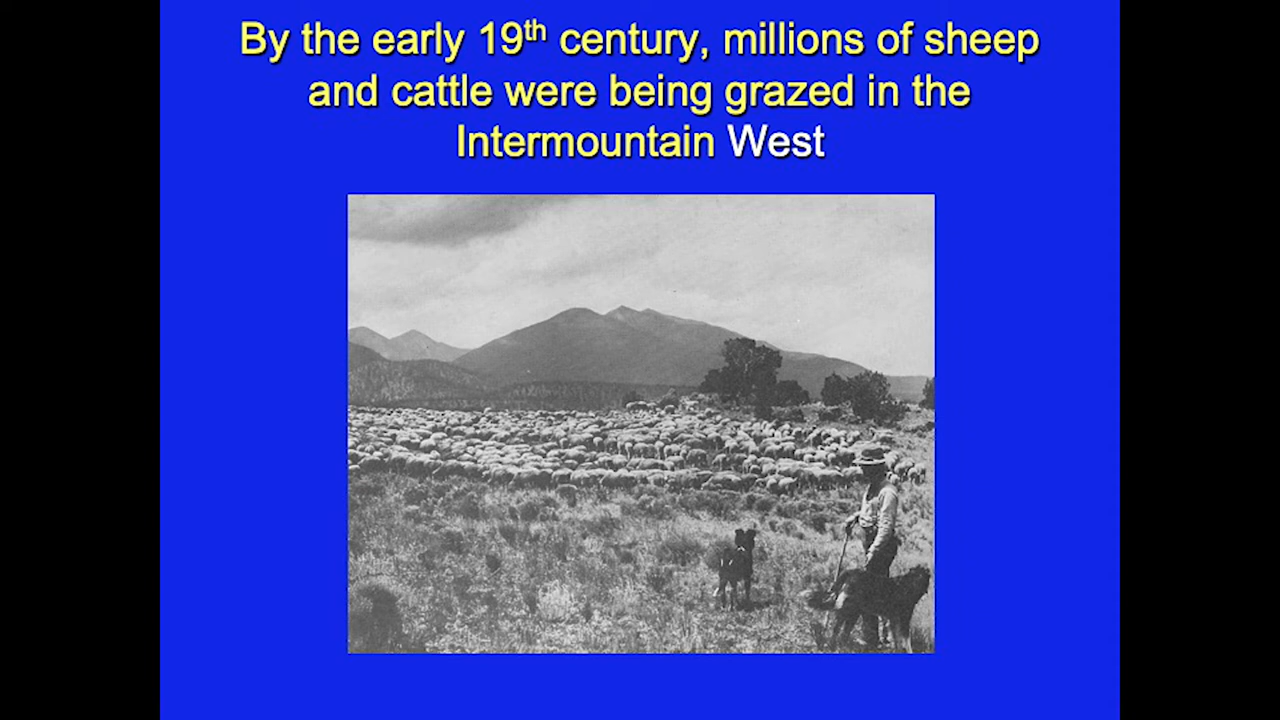 By the early 19th century, millions of sheep
and cattle were being grazed in the
Intermountain West